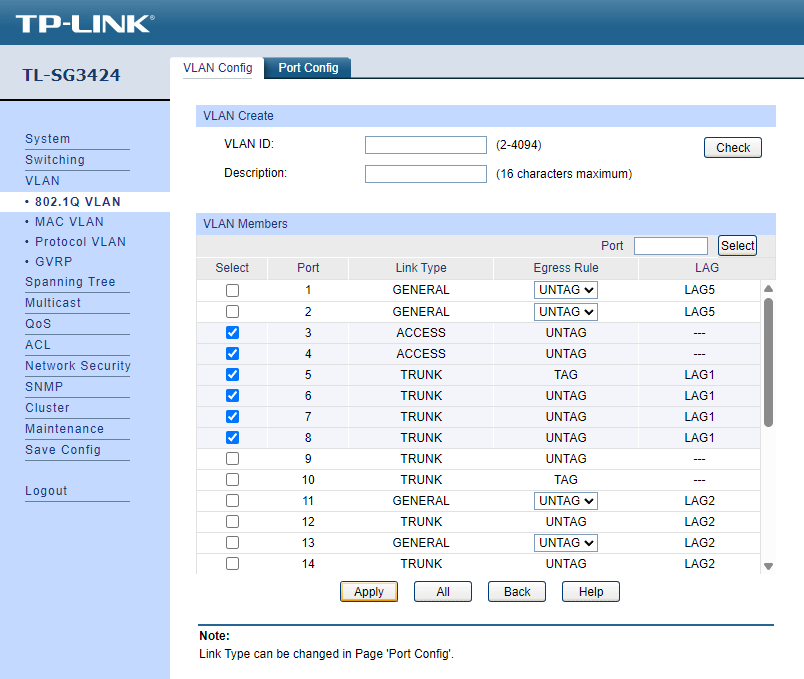 TP-LINK®
TL-SG3424
VLAN Config Port Config
System
Switching
VLAN
• 802.1Q VLAN
• MAC VLAN
• Protocol VLAN
• GVRP
Spanning Tree
Multicast
QoS
ACL
Network Security
SNMP
Cluster
Maintenance
Save Config
Logout
VLAN Create
VLAN ID: (2-4094) Check
Description: (16 characters maximum)
VLAN Members
Port Select
Select Port Link Type Egress Rule LAG
1 GENERAL UNTAG LAG5
2 GENERAL UNTAG LAG5
3 ACCESS UNTAG ---
4 ACCESS UNTAG ---
5 TRUNK TAG LAG1
6 TRUNK UNTAG LAG1
7 TRUNK UNTAG LAG1
8 TRUNK UNTAG LAG1
9 TRUNK UNTAG ---
10 TRUNK TAG ---
11 GENERAL UNTAG LAG2
12 TRUNK UNTAG LAG2
13 GENERAL UNTAG LAG2
14 TRUNK UNTAG LAG2
Apply All Back Help
Note:
Link Type can be changed in Page 'Port Config'.